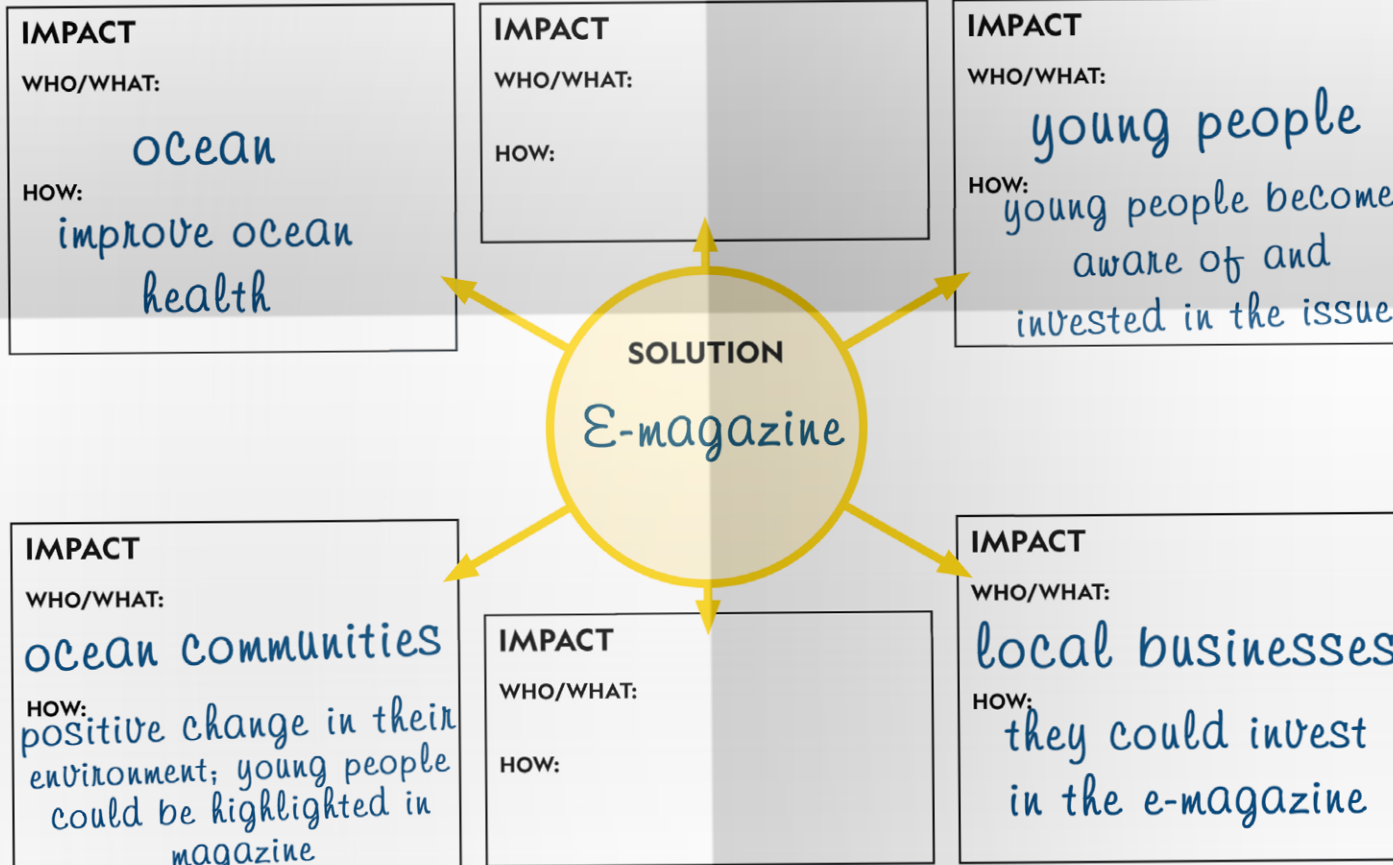 IMPACT
WHO/WHAT:
ocean
HOW:
improve ocean
health
IMPACT
WHO/WHAT:
HOW:
IMPACT
WHO/WHAT:
young people
HOW:
young people become
aware of and
invested in the issue
SOLUTION
E-magazine
IMPACT
WHO/WHAT:
ocean communities
HOW:
positive change in their
environment; young people
could be highlighted in
magazine
IMPACT
WHO/WHAT:
HOW:
IMPACT
WHO/WHAT:
local businesses
HOW:
they could invest
in the e-magazine